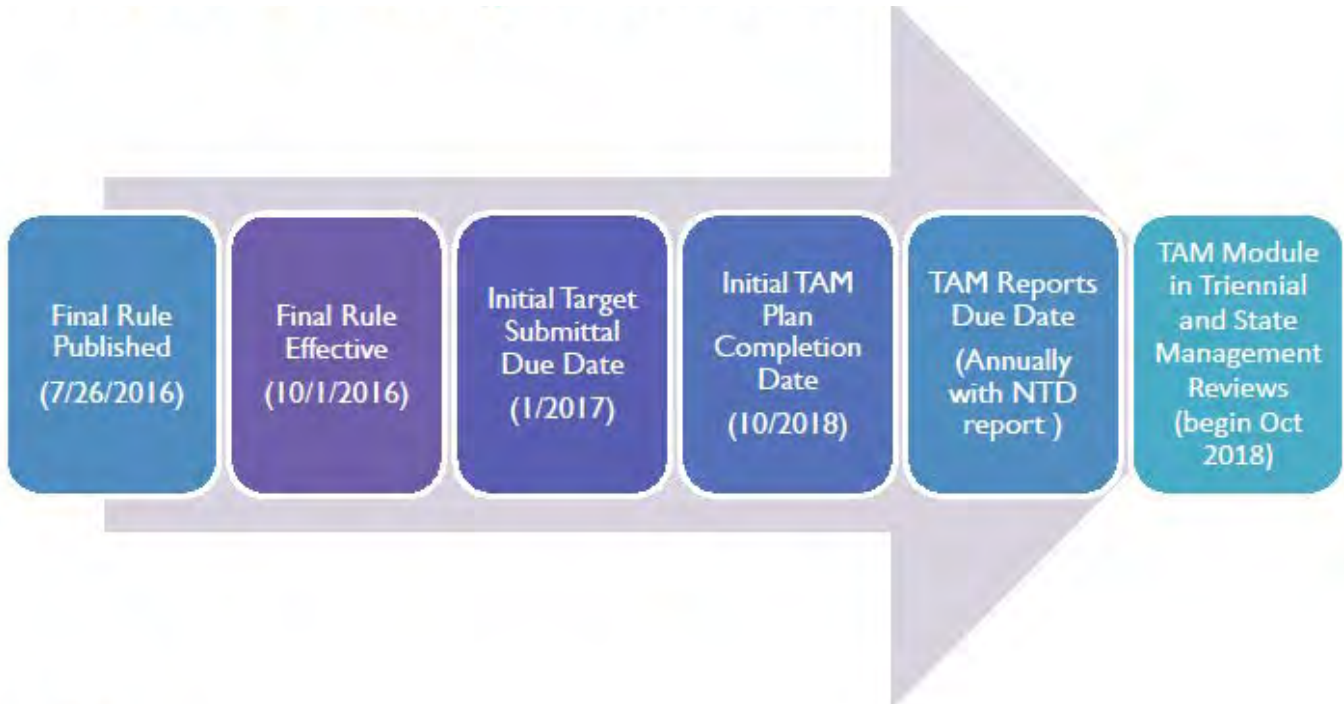 Final Rule
Published
(7/26/2016)
Final Rule
Effective
(10/1/2016)
Initial Target
Submittal
Due Date
(1/2017)
Initial TAM
Plan
Completion
Date
(10/2018)
TAM Reports
Due Date
(Annually
with NTD
report )
TAM Module
in Triennial
and State
Management
Reviews
(begin Oct
2018)